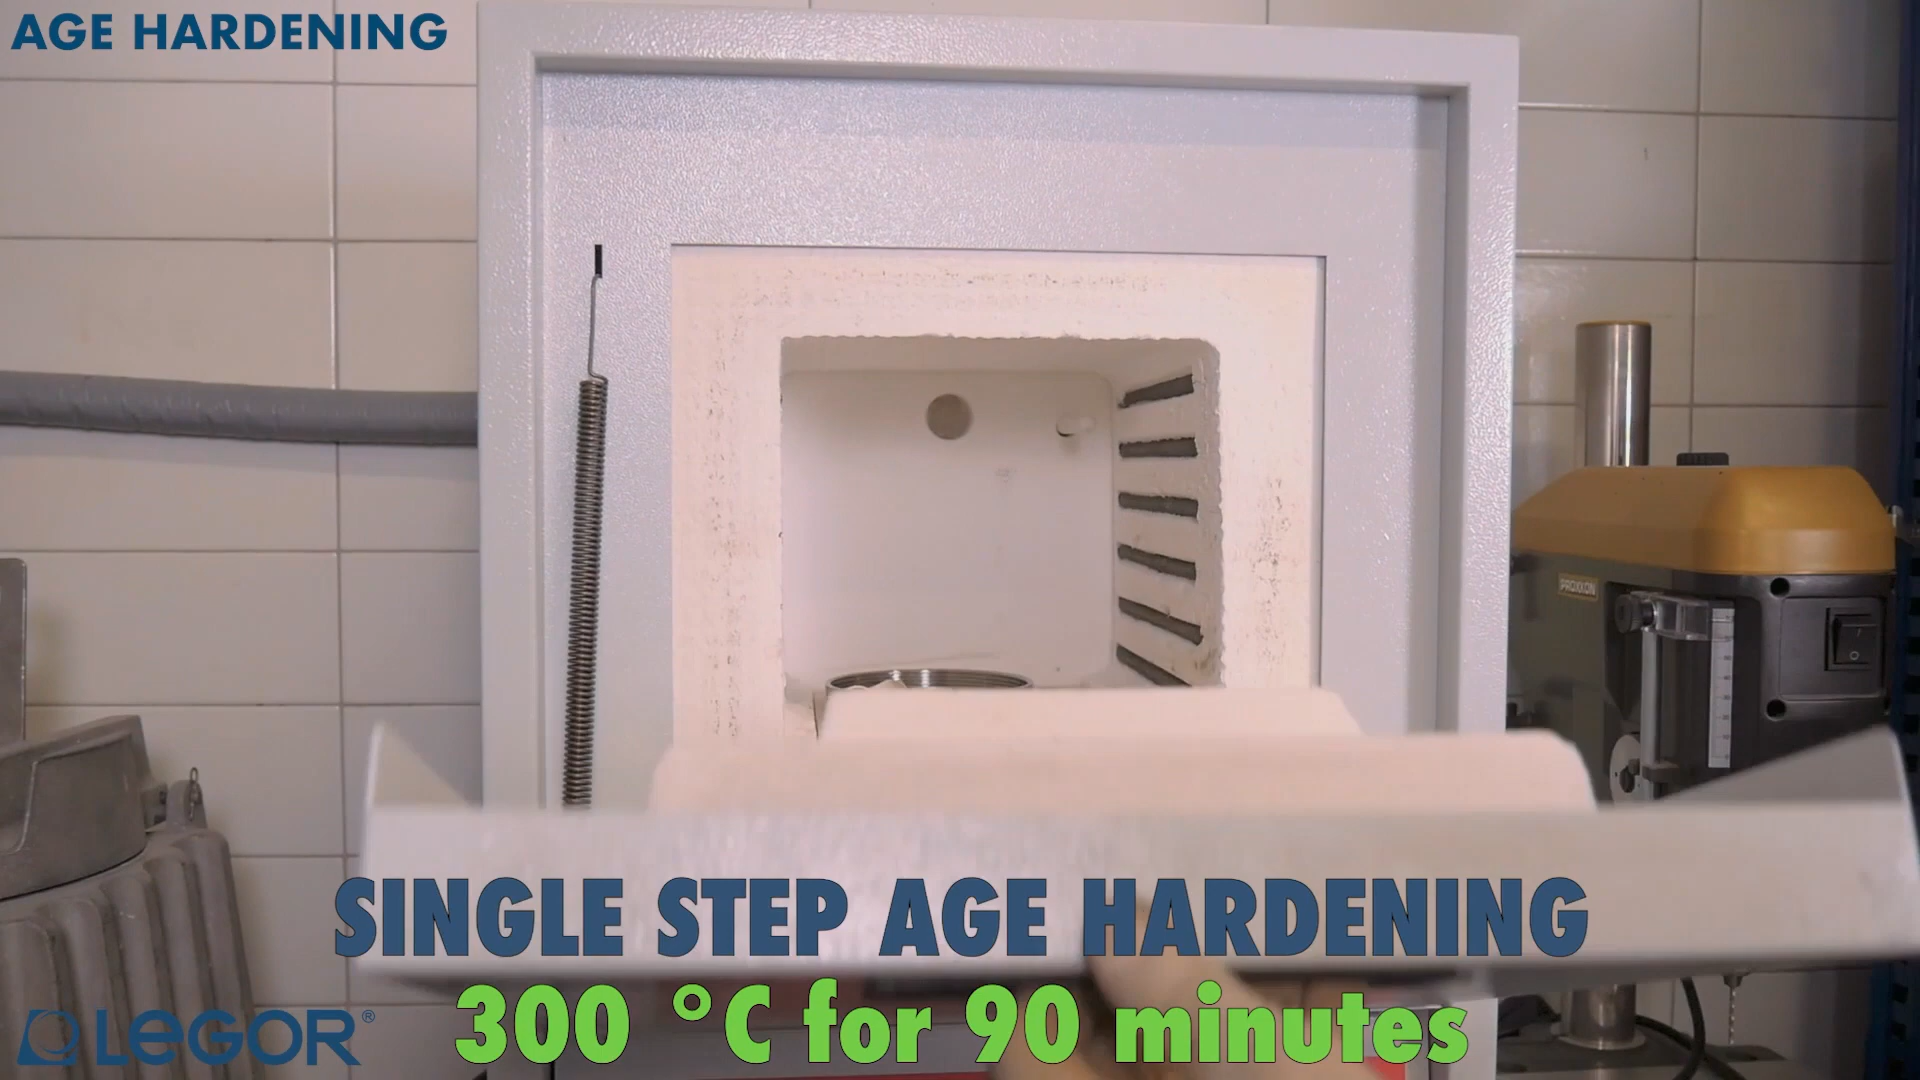 AGE HARDENING
PROXXON
SINGLE STEP AGE HARDENING
300 °C for 90 minutes
LEGOR®